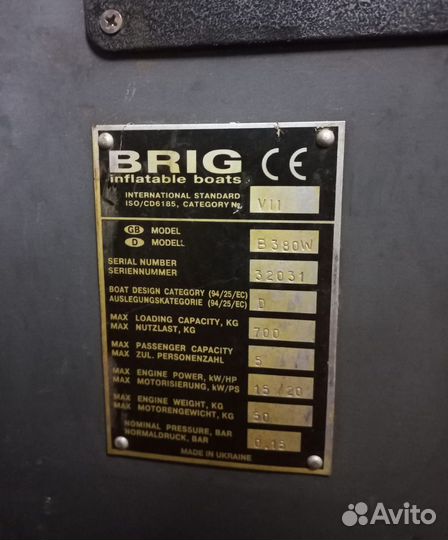 BRIG CE
inflatable boats
INTERNATIONAL STANDARD
ISO/CD6185, CATEGORY № VII
GB MODEL
D MODELL B380W
SERIAL NUMBER
SERIENNUMMER 32031
BOAT DESIGN CATEGORY (94/25/EC)
AUSLEGUNGSKATEGORIE (94/25/EC) D
MAX LOADING CAPACITY, KG
MAX NUTZLAST, KG 700
MAX PASSENGER CAPACITY
MAX ZUL. PERSONENZAHL 5
MAX ENGINE POWER, kW/HP
MAX MOTORISIERUNG, kW/PS 15/20
MAX ENGINE WEIGHT, KG
MAX MOTORENGEWICHT, KG
NOMINAL PRESSURE, BAR
NORMALDRUCK, BAR
MADE IN UKRAINE
Avito